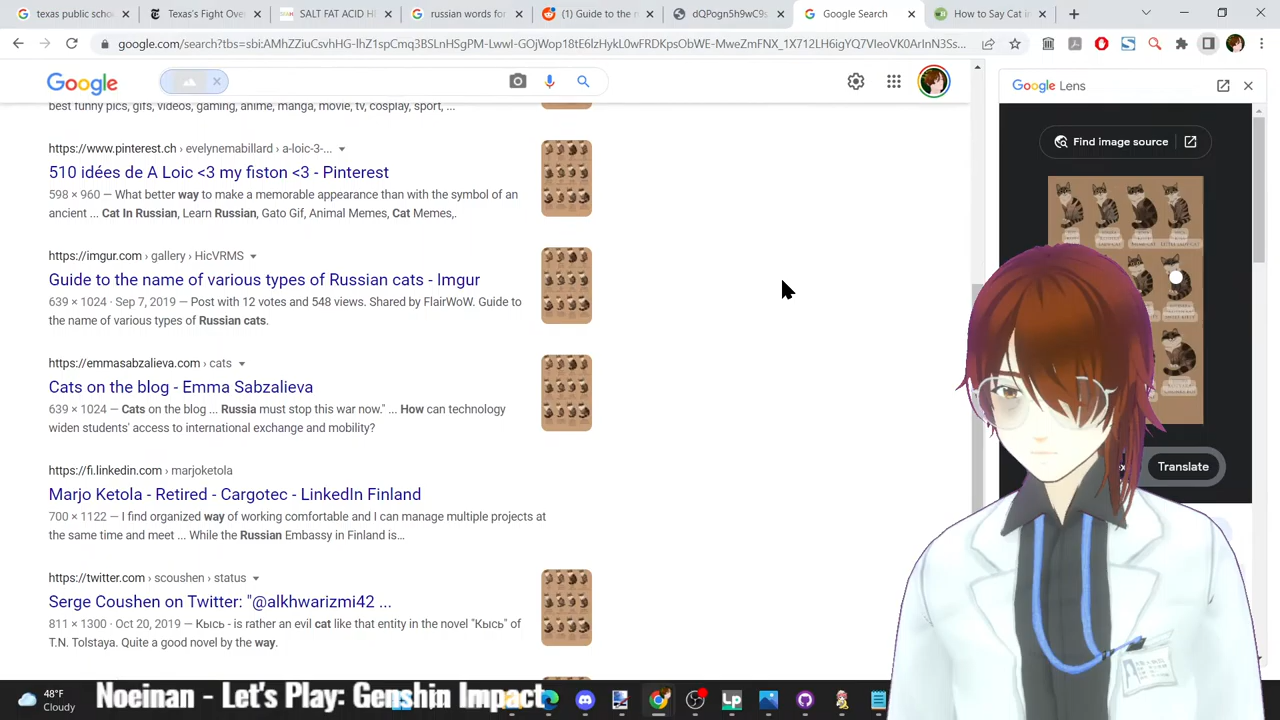 texas public scho
Texas's Fight Ove
SALT FAT ACID H
russian words for
(1) Guide to the n
dQPogn5h9wC9s
Google Search
How to Say Cat in
google.com/search?tbs=sbi:AMhZZiuCsvhHG-
Google
Google Lens
best funny pics, gifs, videos, gaming, anime, manga, movie, tv, cosplay, sport, ...
Find image source
https://www.pinterest.ch › evelynemabillard › a-loic-3-...
510 idées de A Loic <3 my fiston <3 - Pinterest
598 × 960 — What better way to make a memorable appearance than with the symbol of an
ancient ... Cat In Russian, Learn Russian, Gato Gif, Animal Memes, Cat Memes,.
https://imgur.com › gallery › HicVRMS
Guide to the name of various types of Russian cats - Imgur
639 × 1024 · Sep 7, 2019 — Post with 12 votes and 548 views. Shared by FlairWoW. Guide to
the name of various types of Russian cats.
https://emmasabzalieva.com › cats
Cats on the blog - Emma Sabzalieva
639 × 1024 — Cats on the blog ... Russia must stop this war now." ... How can technology
widen students' access to international exchange and mobility?
Translate
https://fi.linkedin.com › marjoketola
Marjo Ketola - Retired - Cargotec - LinkedIn Finland
700 × 1122 — I find organized way of working comfortable and I can manage multiple projects at
the same time and meet ... While the Russian Embassy in Finland is...
https://twitter.com › scoushen › status
Serge Coushen on Twitter: "@alkhwarizmi42 ...
811 × 1300 · Oct 20, 2019 — Кысь - is rather an evil cat like that entity in the novel "Кысь" of
T.N. Tolstaya. Quite a good novel by the way.
48°F
Cloudy
Noeinan - Let's Play: Genshin Impact